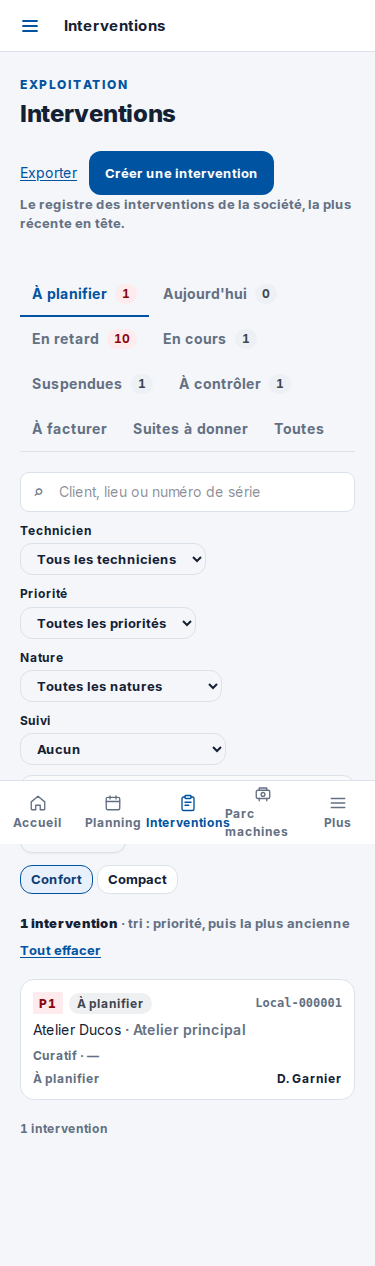 Interventions
EXPLOITATION
Interventions
Exporter Créer une intervention
Le registre des interventions de la société, la plus
récente en tête.
À planifier 1 Aujourd'hui 0
En retard 10 En cours 1
Suspendues 1 À contrôler 1
À facturer Suites à donner Toutes
Client, lieu ou numéro de série
Technicien
Tous les techniciens
Priorité
Toutes les priorités
Nature
Toutes les natures
Suivi
Aucun
Accueil Planning Interventions Parc machines Plus
Confort Compact
1 intervention · tri : priorité, puis la plus ancienne
Tout effacer
P1 À planifier Local-000001
Atelier Ducos · Atelier principal
Curatif · —
À planifier D. Garnier
1 intervention